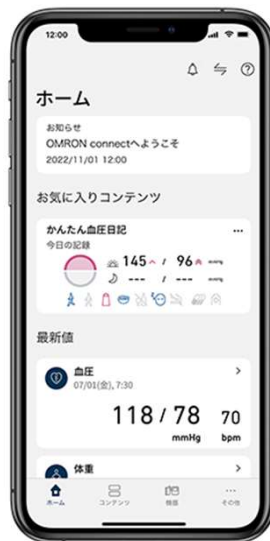 12:00
ホーム
お知らせ
OMRON connectへようこそ
2022/11/01 12:00
お気に入りコンテンツ
かんたん血圧日記
今日の記録
145 / 96 mmHg
--- / --- mmHg
最新値
血圧
07/01(金), 7:30
118 / 78 70
mmHg bpm
体重
ホーム コンテンツ 機器 その他